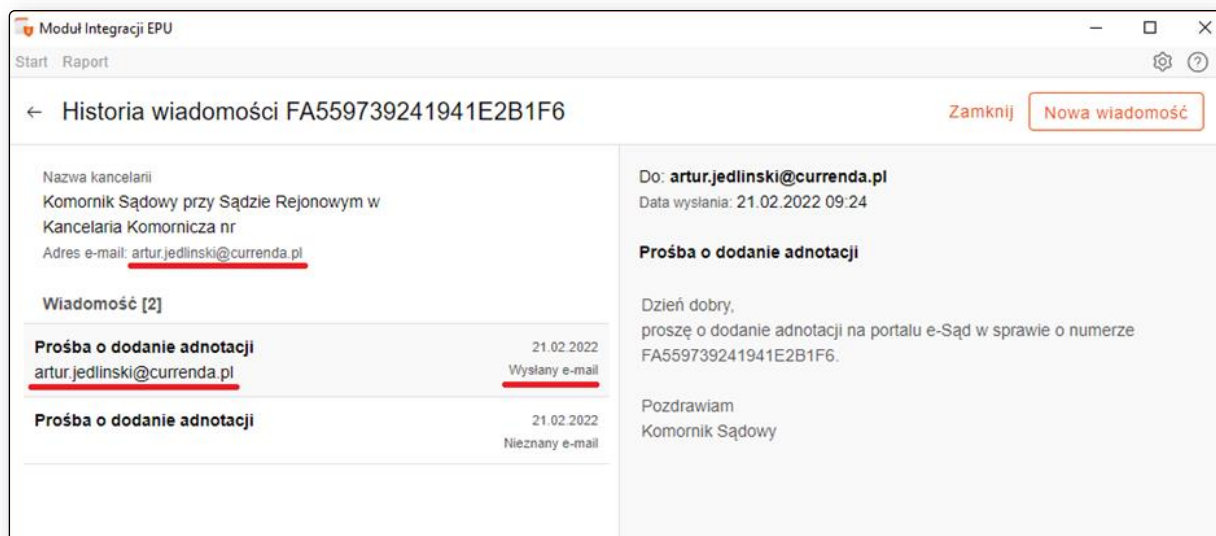 Moduł Integracji EPU
Start Raport
← Historia wiadomości FA559739241941E2B1F6
Zamknij Nowa wiadomość
Nazwa kancelarii
Komornik Sądowy przy Sądzie Rejonowym w
Kancelaria Komornicza nr
Adres e-mail: artur.jedlinski@currenda.pl
Wiadomość [2]
Prośba o dodanie adnotacji 21.02.2022
artur.jedlinski@currenda.pl Wysłany e-mail
Prośba o dodanie adnotacji 21.02.2022
Nieznany e-mail
Do: artur.jedlinski@currenda.pl
Data wysłania: 21.02.2022 09:24
Prośba o dodanie adnotacji
Dzień dobry,
proszę o dodanie adnotacji na portalu e-Sąd w sprawie o numerze
FA559739241941E2B1F6.
Pozdrawiam
Komornik Sądowy